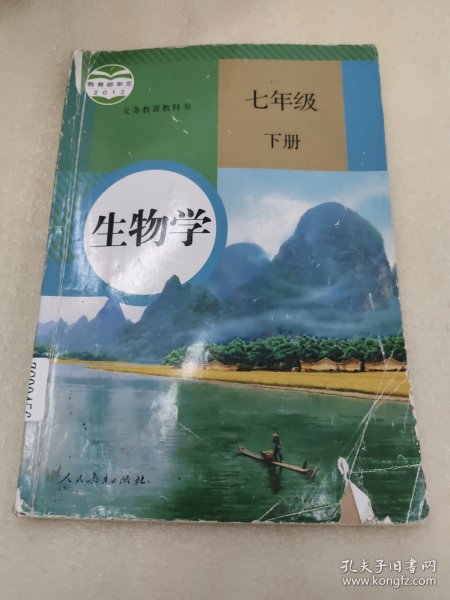 教育部审定
2012
义务教育教科书
七年级
下册
生物学
人民教育出版社
孔夫子旧书网
www.kongfz.com